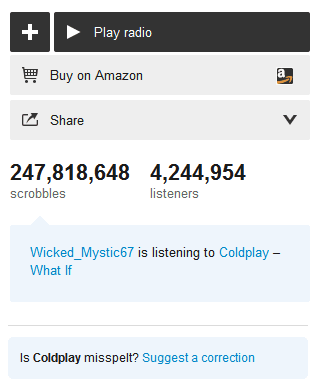 Play radio
Buy on Amazon
Share
247,818,648 4,244,954
scrobbles listeners
Wicked_Mystic67 is listening to Coldplay –
What If
Is Coldplay misspelt? Suggest a correction